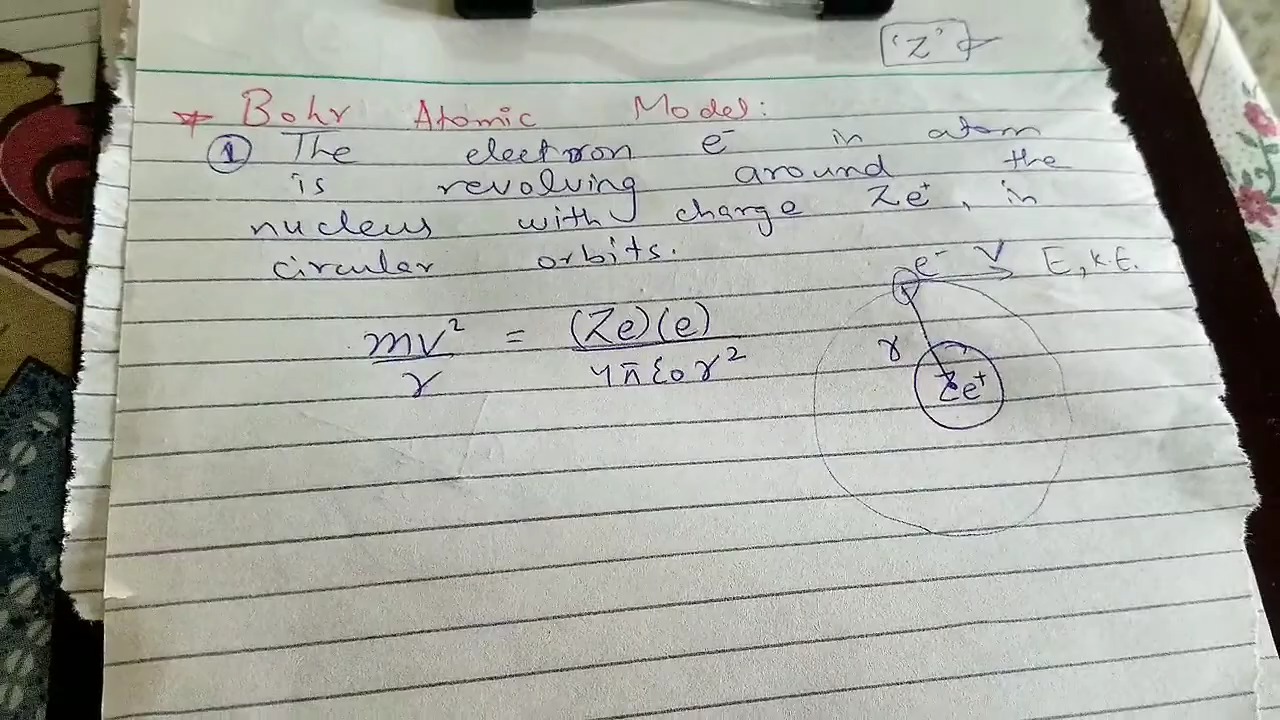 'Z'
* Bohr Atomic Model:
① The electron e⁻ in atom
is revolving around the
nucleus with charge Ze⁺, in
circular orbits.
e⁻ V E, K.E.
mv²/r = (Ze)(e)/4πε₀r²
r
Ze⁺